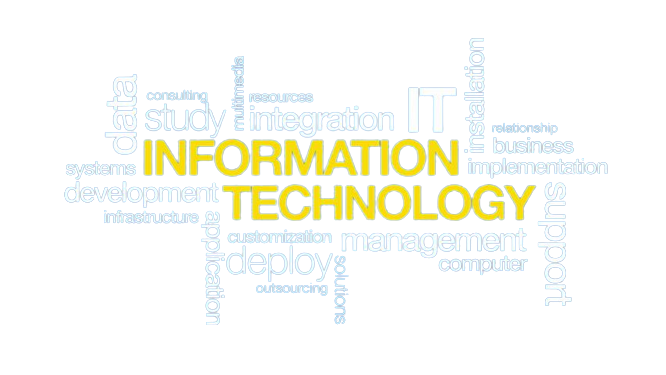 installation
multimedia
data
consulting
resources
IT
study
integration
relationship
business
INFORMATION
systems
implementation
development
TECHNOLOGY
support
infrastructure
application
customization
management
deploy
computer
solutions
outsourcing